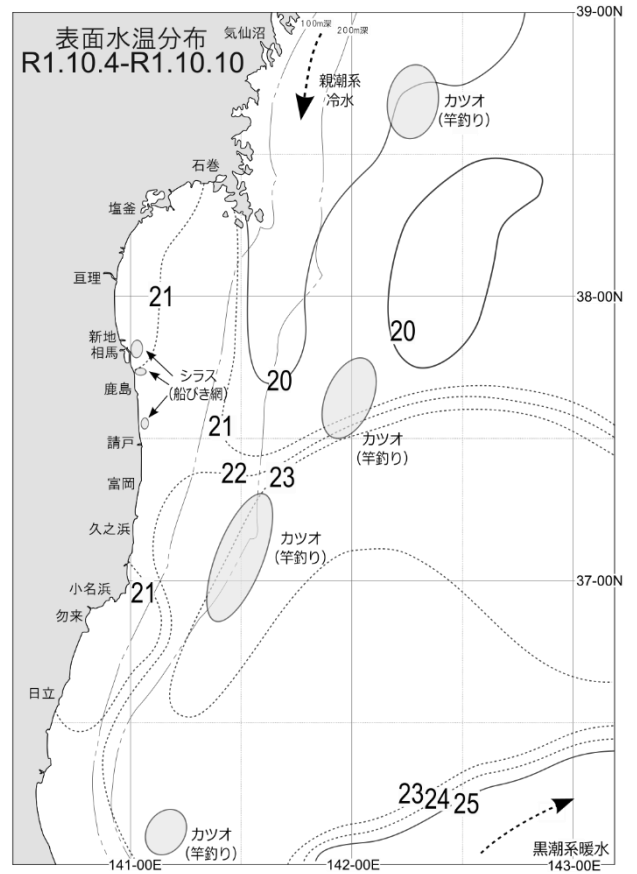 39-00N
気仙沼
100m深
200m深
表面水温分布
R1.10.4-R1.10.10
親潮系
冷水
カツオ
（竿釣り）
石巻
塩釜
亘理
21
38-00N
20
新地
相馬
シラス
（船びき網）
鹿島
20
カツオ
（竿釣り）
21
請戸
22
23
富岡
カツオ
（竿釣り）
久之浜
37-00N
小名浜
21
勿来
日立
23
24
25
カツオ
（竿釣り）
黒潮系暖水
141-00E
142-00E
143-00E